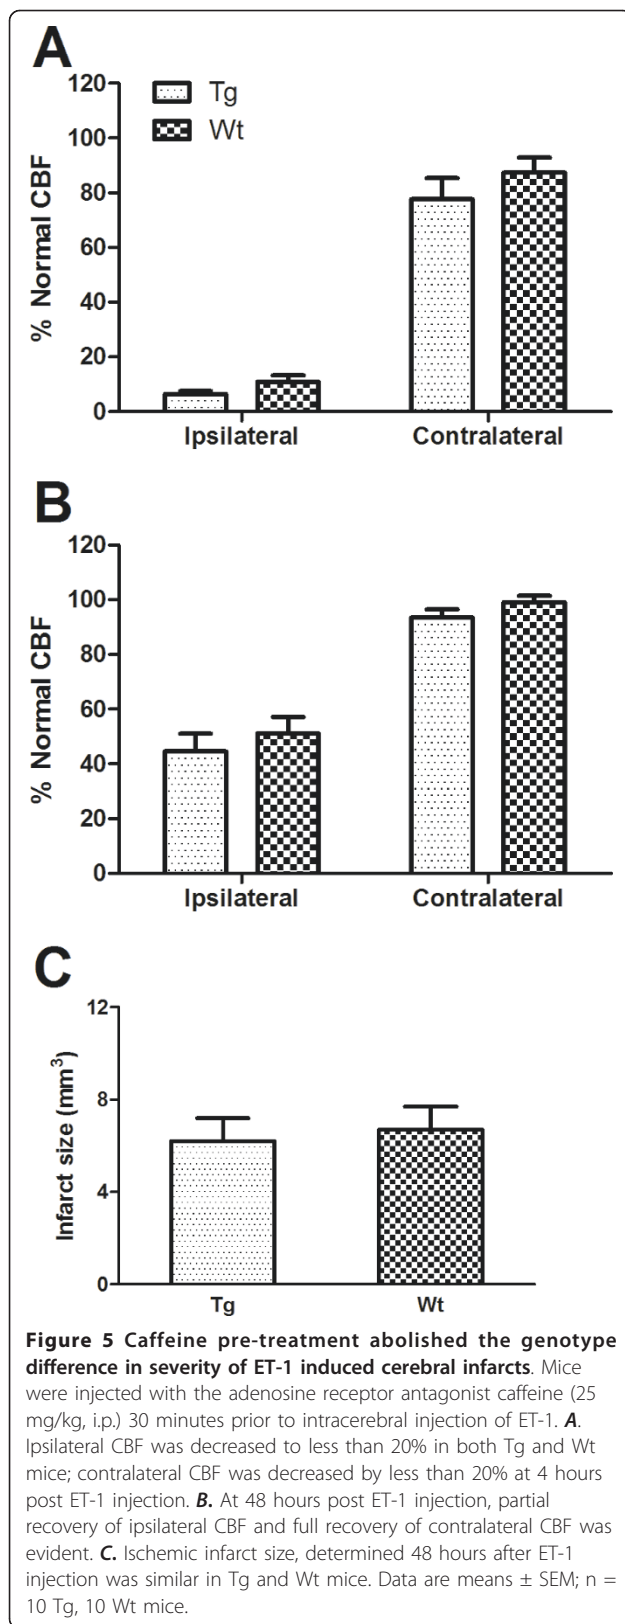 A
120
100
80
60
40
20
0
% Normal CBF
Tg
Wt
Ipsilateral Contralateral
B
120
100
80
60
40
20
0
% Normal CBF
Ipsilateral Contralateral
C
12
8
4
0
Infarct size (mm³)
Tg Wt
Figure 5 Caffeine pre-treatment abolished the genotype
difference in severity of ET-1 induced cerebral infarcts. Mice
were injected with the adenosine receptor antagonist caffeine (25
mg/kg, i.p.) 30 minutes prior to intracerebral injection of ET-1. A.
Ipsilateral CBF was decreased to less than 20% in both Tg and Wt
mice; contralateral CBF was decreased by less than 20% at 4 hours
post ET-1 injection. B. At 48 hours post ET-1 injection, partial
recovery of ipsilateral CBF and full recovery of contralateral CBF was
evident. C. Ischemic infarct size, determined 48 hours after ET-1
injection was similar in Tg and Wt mice. Data are means ± SEM; n =
10 Tg, 10 Wt mice.